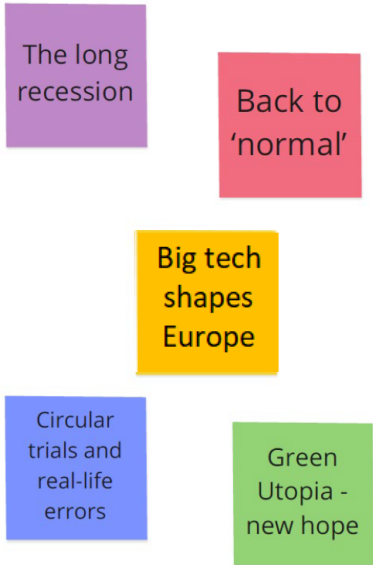 The long
recession
Back to
‘normal’
Big tech
shapes
Europe
Circular
trials and
real-life
errors
Green
Utopia -
new hope